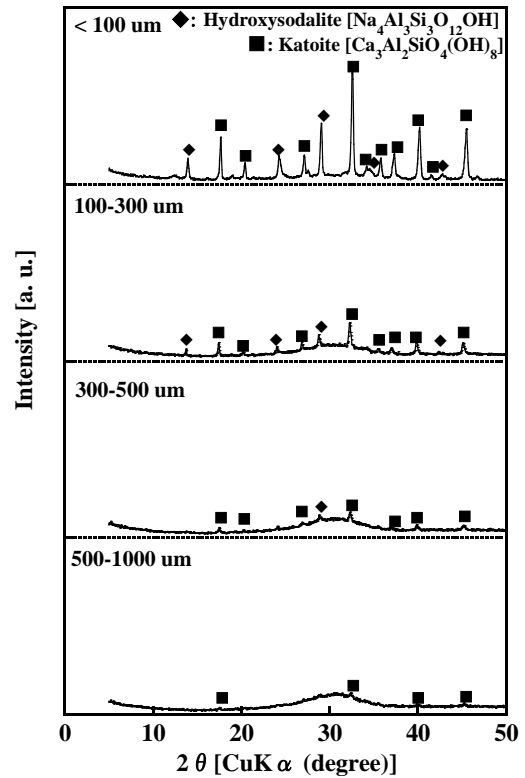 < 100 um ◆: Hydroxysodalite [Na4Al3Si3O12OH]
■: Katoite [Ca3Al2SiO4(OH)8]
100-300 um
300-500 um
500-1000 um
Intensity [a. u.]
0 10 20 30 40 50
2 θ [CuK α (degree)]